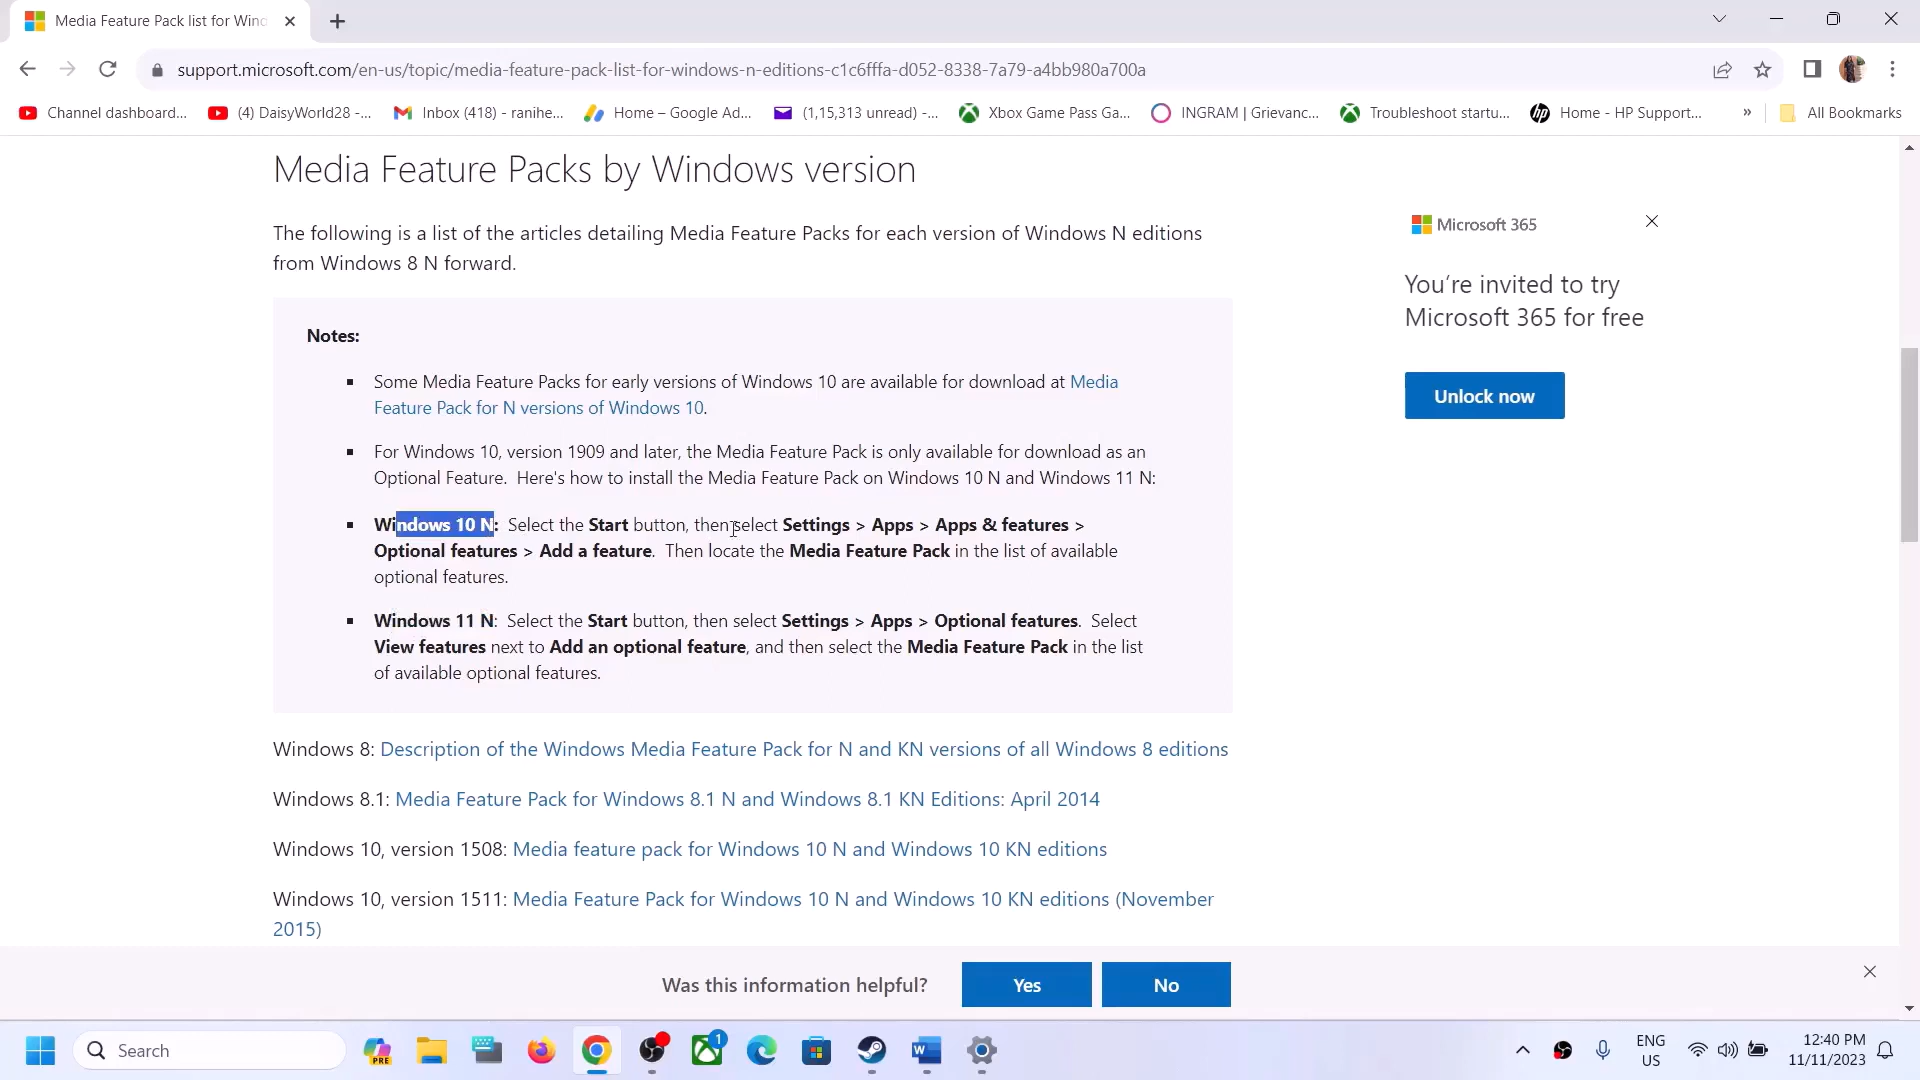 Media Feature Pack list for Wind
support.microsoft.com/en-us/topic/media-feature-pack-list-for-windows-n-editions-c1c6fffa-d052-8338-7a79-a4bb980a700a
Channel dashboard...
(4) DaisyWorld28 -...
Inbox (418) - ranihe...
Home – Google Ad...
(1,15,313 unread) -...
Xbox Game Pass Ga...
INGRAM | Grievanc...
Troubleshoot startu...
Home - HP Support...
»
All Bookmarks
Media Feature Packs by Windows version
The following is a list of the articles detailing Media Feature Packs for each version of Windows N editions
from Windows 8 N forward.
Notes:
Some Media Feature Packs for early versions of Windows 10 are available for download at Media
Feature Pack for N versions of Windows 10.
For Windows 10, version 1909 and later, the Media Feature Pack is only available for download as an
Optional Feature. Here's how to install the Media Feature Pack on Windows 10 N and Windows 11 N:
Windows 10 N: Select the Start button, then select Settings > Apps > Apps & features >
Optional features > Add a feature. Then locate the Media Feature Pack in the list of available
optional features.
Windows 11 N: Select the Start button, then select Settings > Apps > Optional features. Select
View features next to Add an optional feature, and then select the Media Feature Pack in the list
of available optional features.
Windows 8: Description of the Windows Media Feature Pack for N and KN versions of all Windows 8 editions
Windows 8.1: Media Feature Pack for Windows 8.1 N and Windows 8.1 KN Editions: April 2014
Windows 10, version 1508: Media feature pack for Windows 10 N and Windows 10 KN editions
Windows 10, version 1511: Media Feature Pack for Windows 10 N and Windows 10 KN editions (November
2015)
Microsoft 365
You're invited to try
Microsoft 365 for free
Unlock now
Was this information helpful?
Yes
No
Search
PRE
1
ENG
US
12:40 PM
11/11/2023